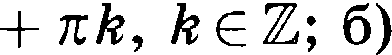 + πk, k ∈ ℤ; б)